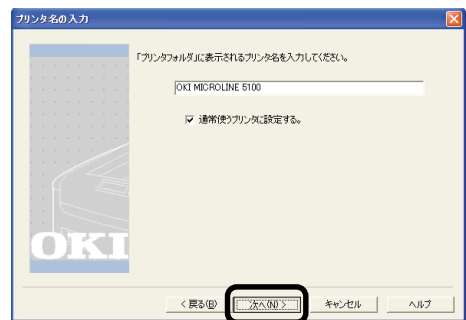 プリンタ名の入力
「プリンタフォルダ」に表示されるプリンタ名を入力してください。
OKI MICROLINE 5100
通常使うプリンタに設定する。
OKI
< 戻る(B)
次へ(N) >
キャンセル
ヘルプ